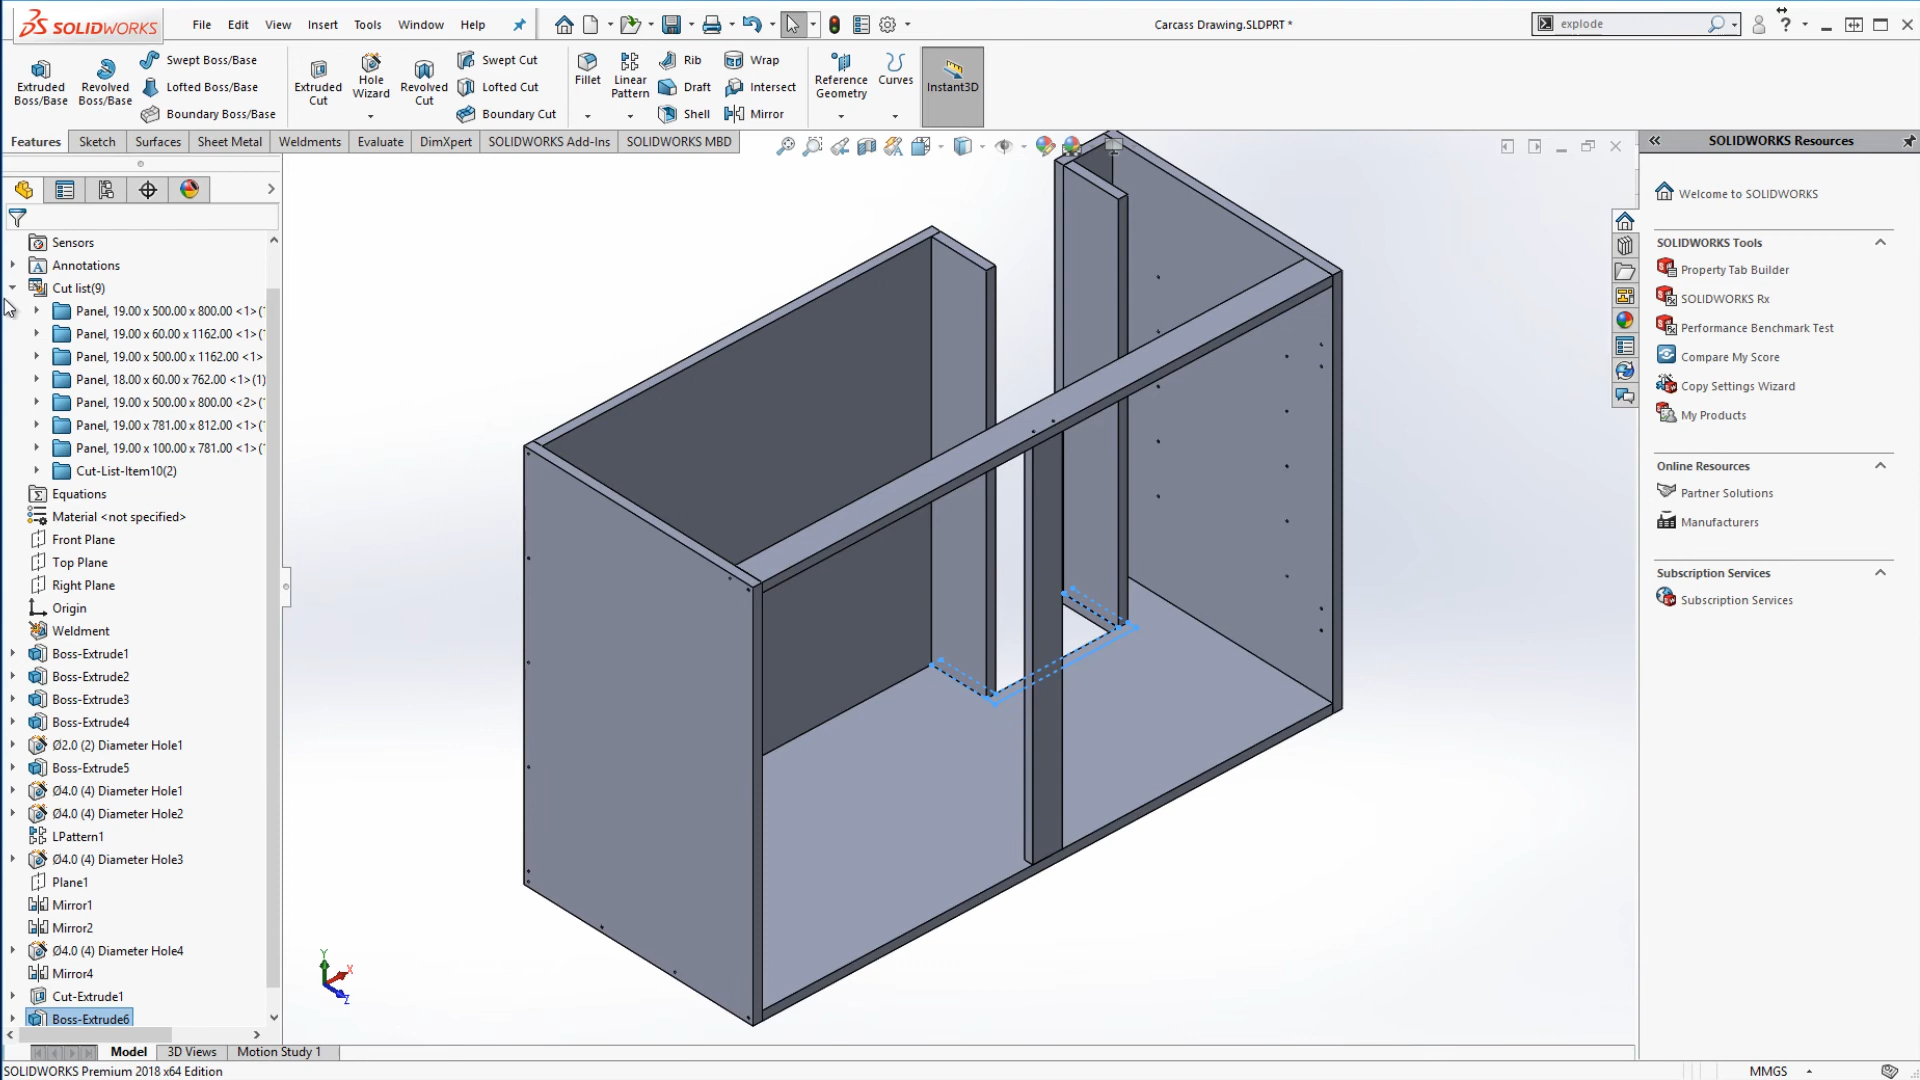 SOLIDWORKS File Edit View Insert Tools Window Help Carcass Drawing.SLDPRT * explode
Extruded Boss/Base
Revolved Boss/Base
Swept Boss/Base
Lofted Boss/Base
Boundary Boss/Base
Extruded Cut
Hole Wizard
Revolved Cut
Swept Cut
Lofted Cut
Boundary Cut
Fillet
Linear Pattern
Rib
Draft
Shell
Wrap
Intersect
Mirror
Reference Geometry
Curves
Instant3D
Features Sketch Surfaces Sheet Metal Weldments Evaluate DimXpert SOLIDWORKS Add-Ins SOLIDWORKS MBD
Sensors
Annotations
Cut list(9)
Panel, 19.00 x 500.00 x 800.00 <1>(
Panel, 19.00 x 60.00 x 1162.00 <1>(
Panel, 19.00 x 500.00 x 1162.00 <1>
Panel, 18.00 x 60.00 x 762.00 <1>(1)
Panel, 19.00 x 500.00 x 800.00 <2>(
Panel, 19.00 x 781.00 x 812.00 <1>(
Panel, 19.00 x 100.00 x 781.00 <1>(
Cut-List-Item10(2)
Equations
Material <not specified>
Front Plane
Top Plane
Right Plane
Origin
Weldment
Boss-Extrude1
Boss-Extrude2
Boss-Extrude3
Boss-Extrude4
Ø2.0 (2) Diameter Hole1
Boss-Extrude5
Ø4.0 (4) Diameter Hole1
Ø4.0 (4) Diameter Hole2
LPattern1
Ø4.0 (4) Diameter Hole3
Plane1
Mirror1
Mirror2
Ø4.0 (4) Diameter Hole4
Mirror4
Cut-Extrude1
Boss-Extrude6
Y
X
Z
SOLIDWORKS Resources
Welcome to SOLIDWORKS
SOLIDWORKS Tools
Property Tab Builder
SOLIDWORKS Rx
Performance Benchmark Test
Compare My Score
Copy Settings Wizard
My Products
Online Resources
Partner Solutions
Manufacturers
Subscription Services
Subscription Services
Model 3D Views Motion Study 1
SOLIDWORKS Premium 2018 x64 Edition MMGS